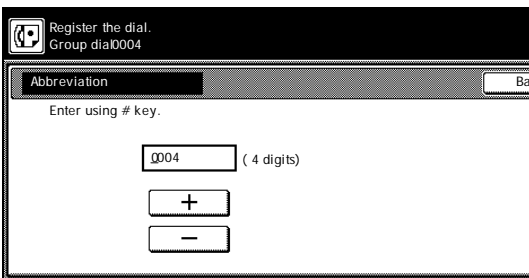 Register the dial.
Group dial0004
Abbreviation
Ba
Enter using # key.
0004 ( 4 digits)
+
−